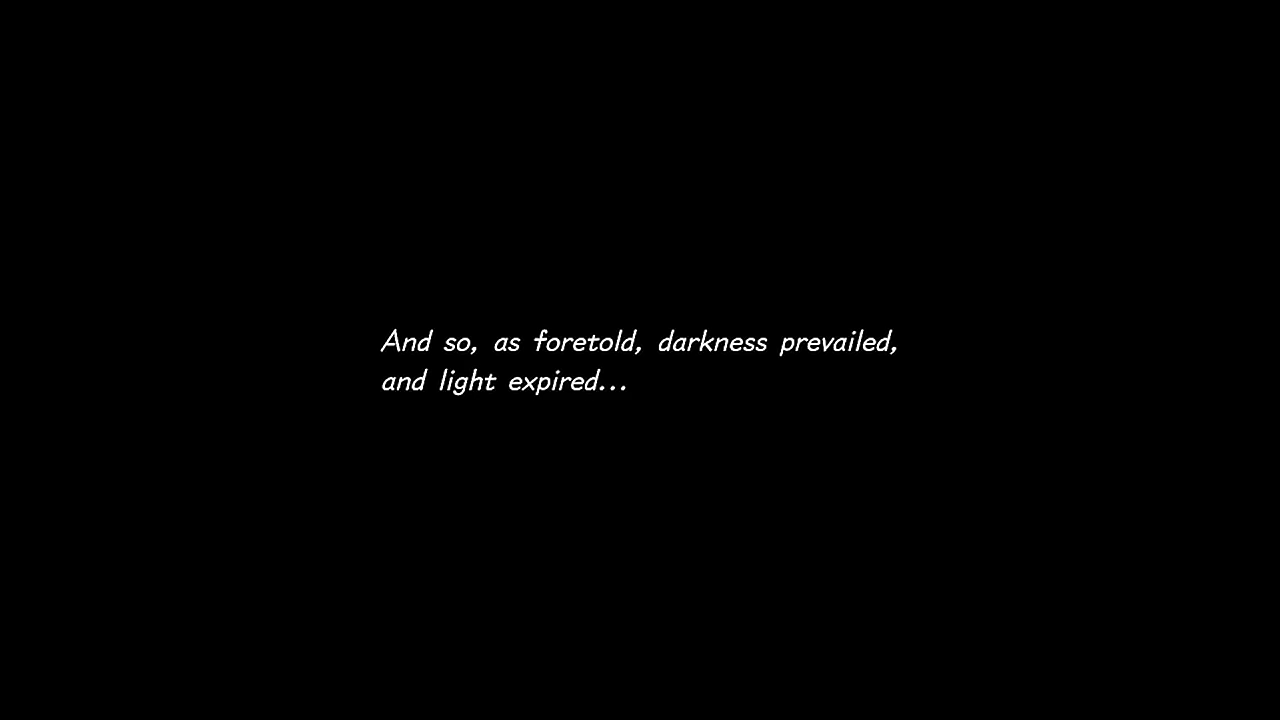 And so, as foretold, darkness prevailed,
and light expired...